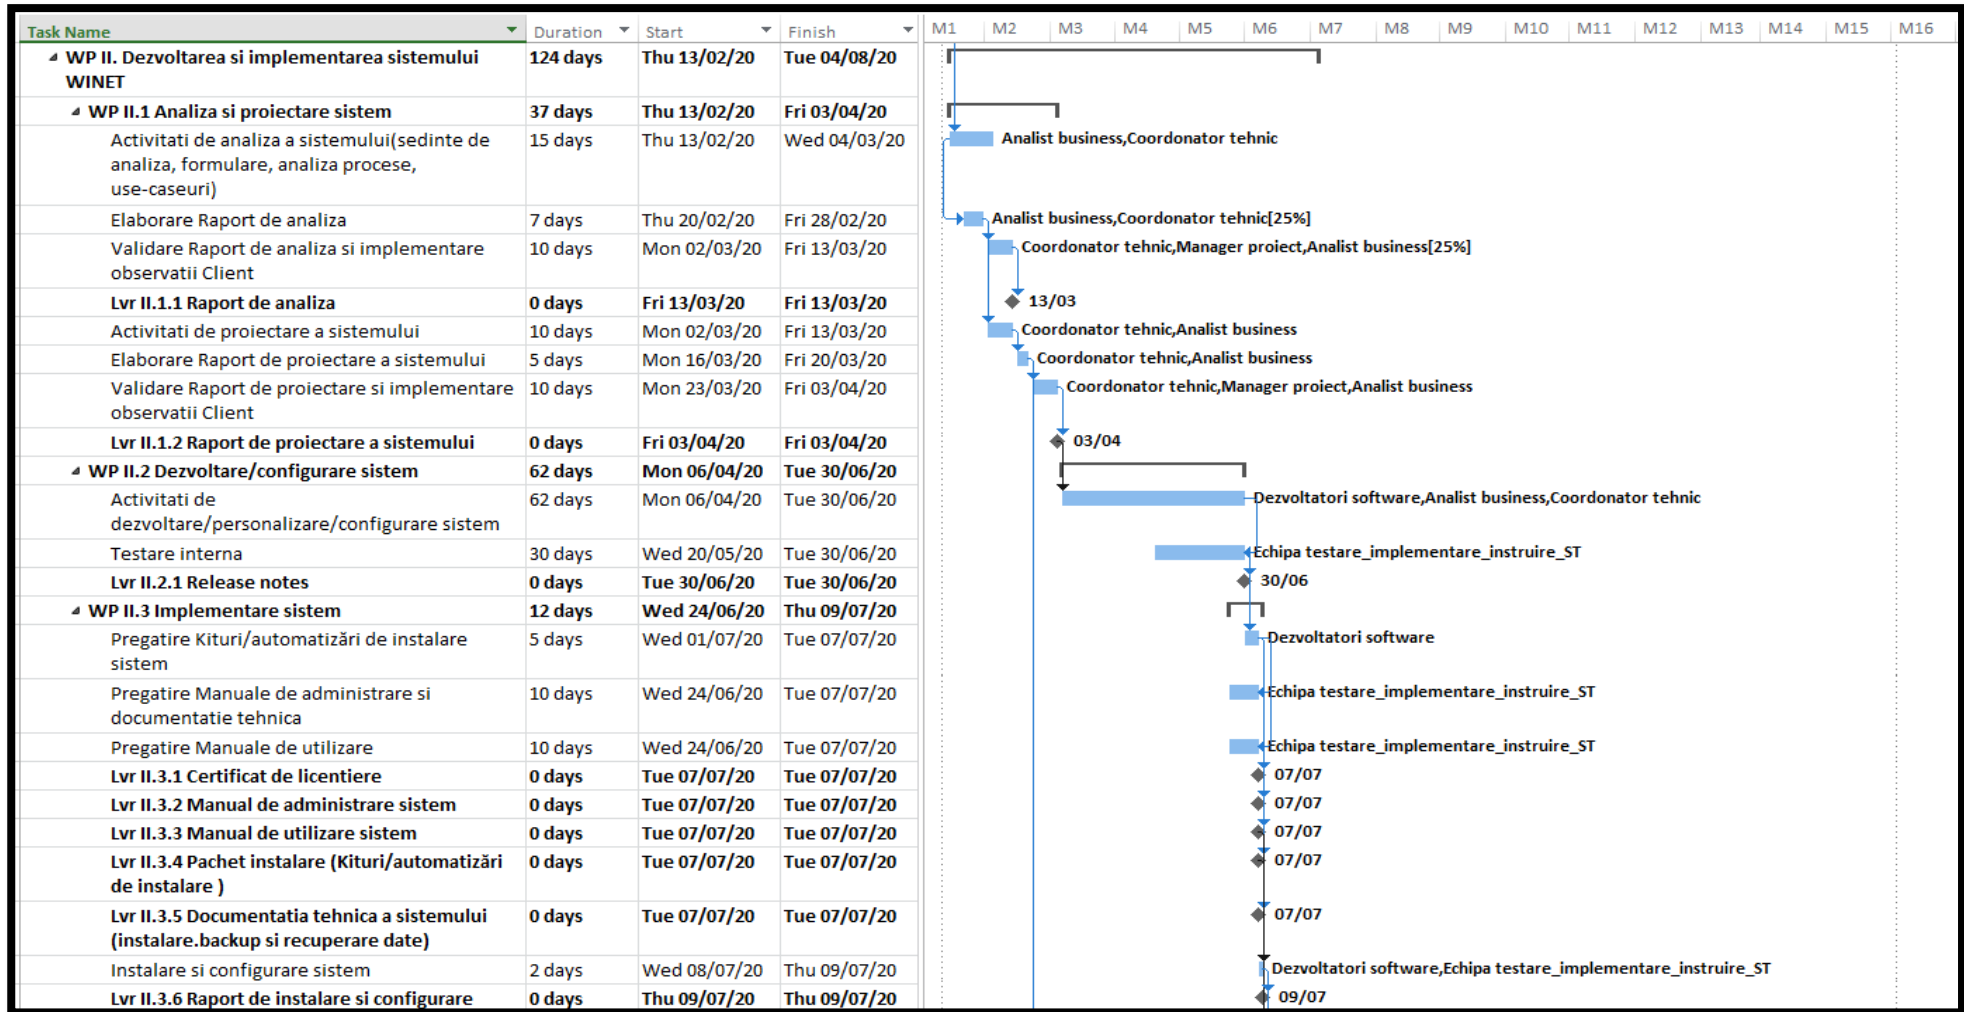 Task Name Duration Start Finish M1 M2 M3 M4 M5 M6 M7 M8 M9 M10 M11 M12 M13 M14 M15 M16
WP II. Dezvoltarea si implementarea sistemului 124 days Thu 13/02/20 Tue 04/08/20
WINET
WP II.1 Analiza si proiectare sistem 37 days Thu 13/02/20 Fri 03/04/20
Activitati de analiza a sistemului(sedinte de 15 days Thu 13/02/20 Wed 04/03/20 Analist business,Coordonator tehnic
analiza, formulare, analiza procese,
use-caseuri)
Elaborare Raport de analiza 7 days Thu 20/02/20 Fri 28/02/20 Analist business,Coordonator tehnic[25%]
Validare Raport de analiza si implementare 10 days Mon 02/03/20 Fri 13/03/20 Coordonator tehnic,Manager proiect,Analist business[25%]
observatii Client
Lvr II.1.1 Raport de analiza 0 days Fri 13/03/20 Fri 13/03/20 13/03
Activitati de proiectare a sistemului 10 days Mon 02/03/20 Fri 13/03/20 Coordonator tehnic,Analist business
Elaborare Raport de proiectare a sistemului 5 days Mon 16/03/20 Fri 20/03/20 Coordonator tehnic,Analist business
Validare Raport de proiectare si implementare 10 days Mon 23/03/20 Fri 03/04/20 Coordonator tehnic,Manager proiect,Analist business
observatii Client
Lvr II.1.2 Raport de proiectare a sistemului 0 days Fri 03/04/20 Fri 03/04/20 03/04
WP II.2 Dezvoltare/configurare sistem 62 days Mon 06/04/20 Tue 30/06/20
Activitati de 62 days Mon 06/04/20 Tue 30/06/20 Dezvoltatori software,Analist business,Coordonator tehnic
dezvoltare/personalizare/configurare sistem
Testare interna 30 days Wed 20/05/20 Tue 30/06/20 Echipa testare_implementare_instruire_ST
Lvr II.2.1 Release notes 0 days Tue 30/06/20 Tue 30/06/20 30/06
WP II.3 Implementare sistem 12 days Wed 24/06/20 Thu 09/07/20
Pregatire Kituri/automatizări de instalare 5 days Wed 01/07/20 Tue 07/07/20 Dezvoltatori software
sistem
Pregatire Manuale de administrare si 10 days Wed 24/06/20 Tue 07/07/20 Echipa testare_implementare_instruire_ST
documentatie tehnica
Pregatire Manuale de utilizare 10 days Wed 24/06/20 Tue 07/07/20 Echipa testare_implementare_instruire_ST
Lvr II.3.1 Certificat de licentiere 0 days Tue 07/07/20 Tue 07/07/20 07/07
Lvr II.3.2 Manual de administrare sistem 0 days Tue 07/07/20 Tue 07/07/20 07/07
Lvr II.3.3 Manual de utilizare sistem 0 days Tue 07/07/20 Tue 07/07/20 07/07
Lvr II.3.4 Pachet instalare (Kituri/automatizări 0 days Tue 07/07/20 Tue 07/07/20 07/07
de instalare )
Lvr II.3.5 Documentatia tehnica a sistemului 0 days Tue 07/07/20 Tue 07/07/20 07/07
(instalare.backup si recuperare date)
Instalare si configurare sistem 2 days Wed 08/07/20 Thu 09/07/20 Dezvoltatori software,Echipa testare_implementare_instruire_ST
Lvr II.3.6 Raport de instalare si configurare 0 days Thu 09/07/20 Thu 09/07/20 09/07